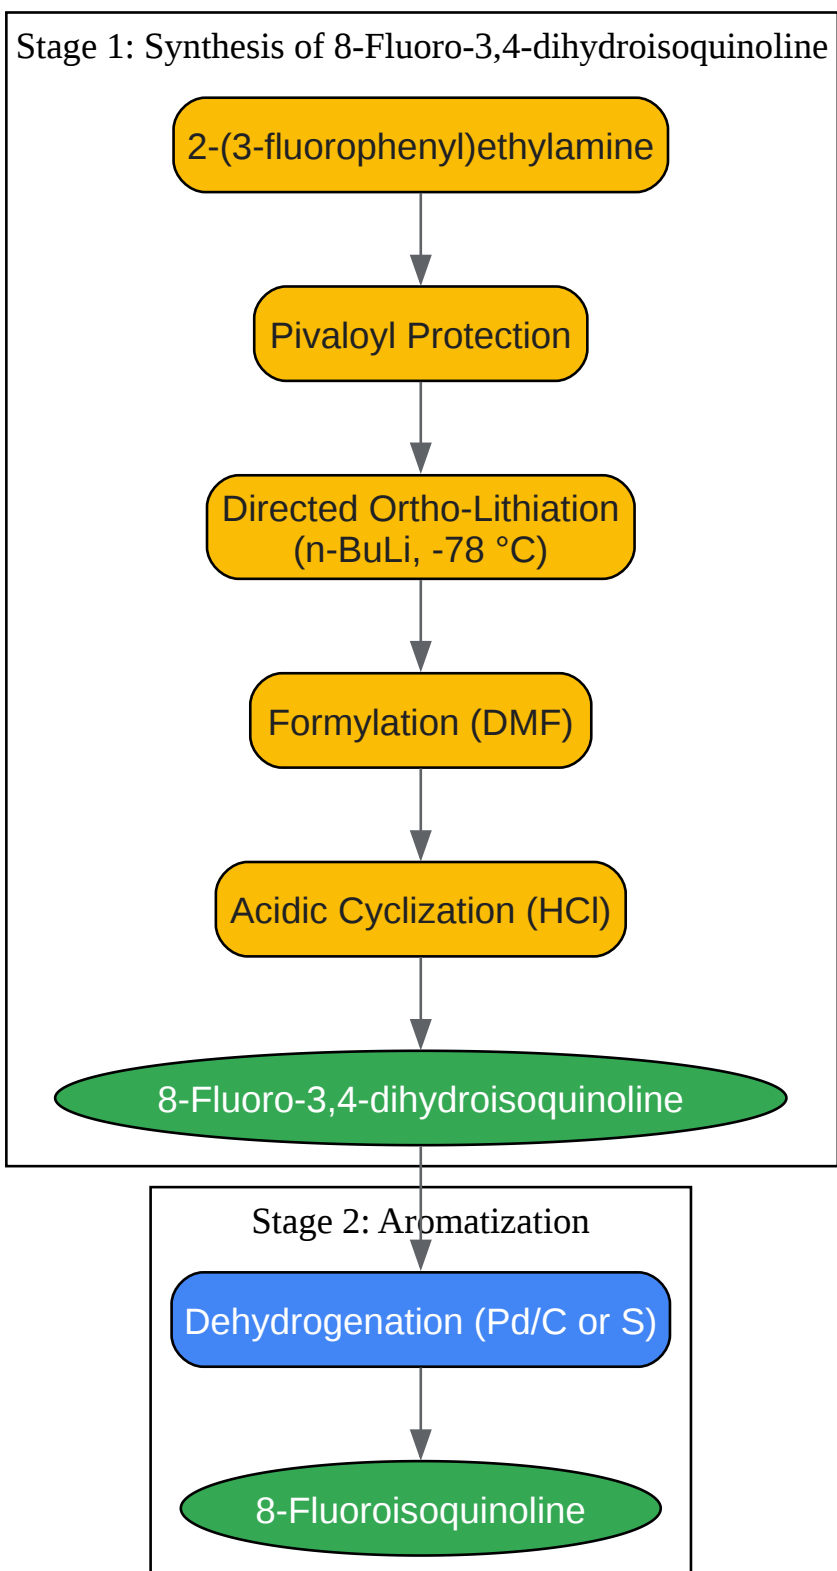 Stage 1: Synthesis of 8-Fluoro-3,4-dihydroisoquinoline
2-(3-fluorophenyl)ethylamine
Pivaloyl Protection
Directed Ortho-Lithiation
(n-BuLi, -78 °C)
Formylation (DMF)
Acidic Cyclization (HCl)
8-Fluoro-3,4-dihydroisoquinoline
Stage 2: Aromatization
Dehydrogenation (Pd/C or S)
8-Fluoroisoquinoline